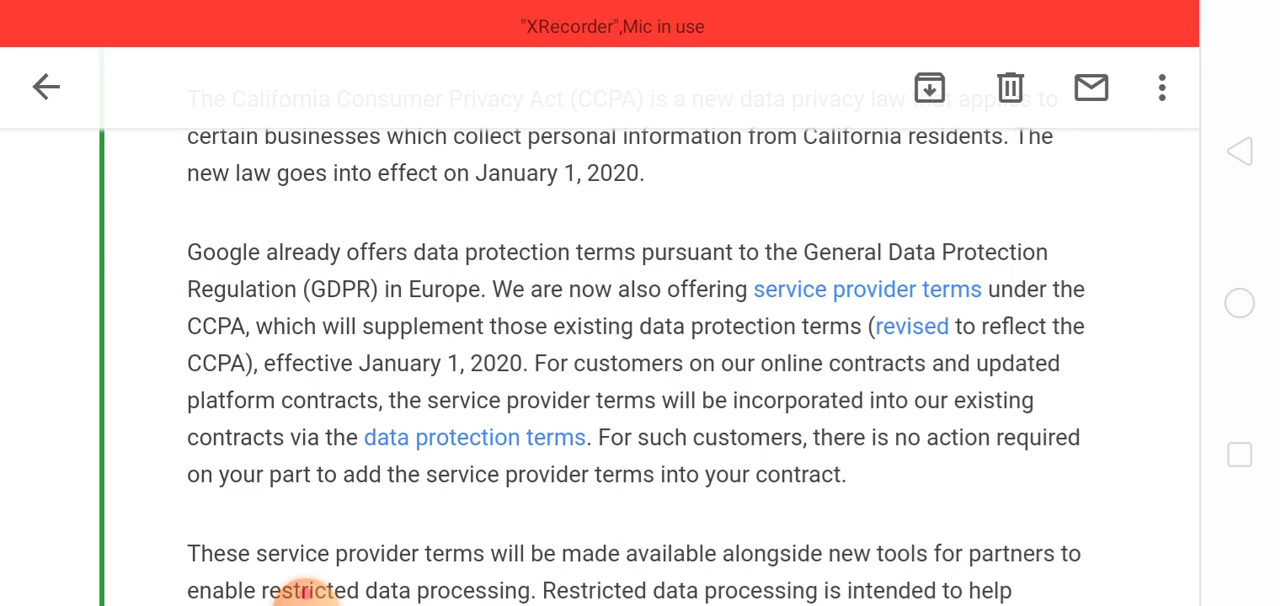 "XRecorder",Mic in use
The California Consumer Privacy Act (CCPA) is a new data privacy law that applies to
certain businesses which collect personal information from California residents. The
new law goes into effect on January 1, 2020.
Google already offers data protection terms pursuant to the General Data Protection
Regulation (GDPR) in Europe. We are now also offering service provider terms under the
CCPA, which will supplement those existing data protection terms (revised to reflect the
CCPA), effective January 1, 2020. For customers on our online contracts and updated
platform contracts, the service provider terms will be incorporated into our existing
contracts via the data protection terms. For such customers, there is no action required
on your part to add the service provider terms into your contract.
These service provider terms will be made available alongside new tools for partners to
enable restricted data processing. Restricted data processing is intended to help